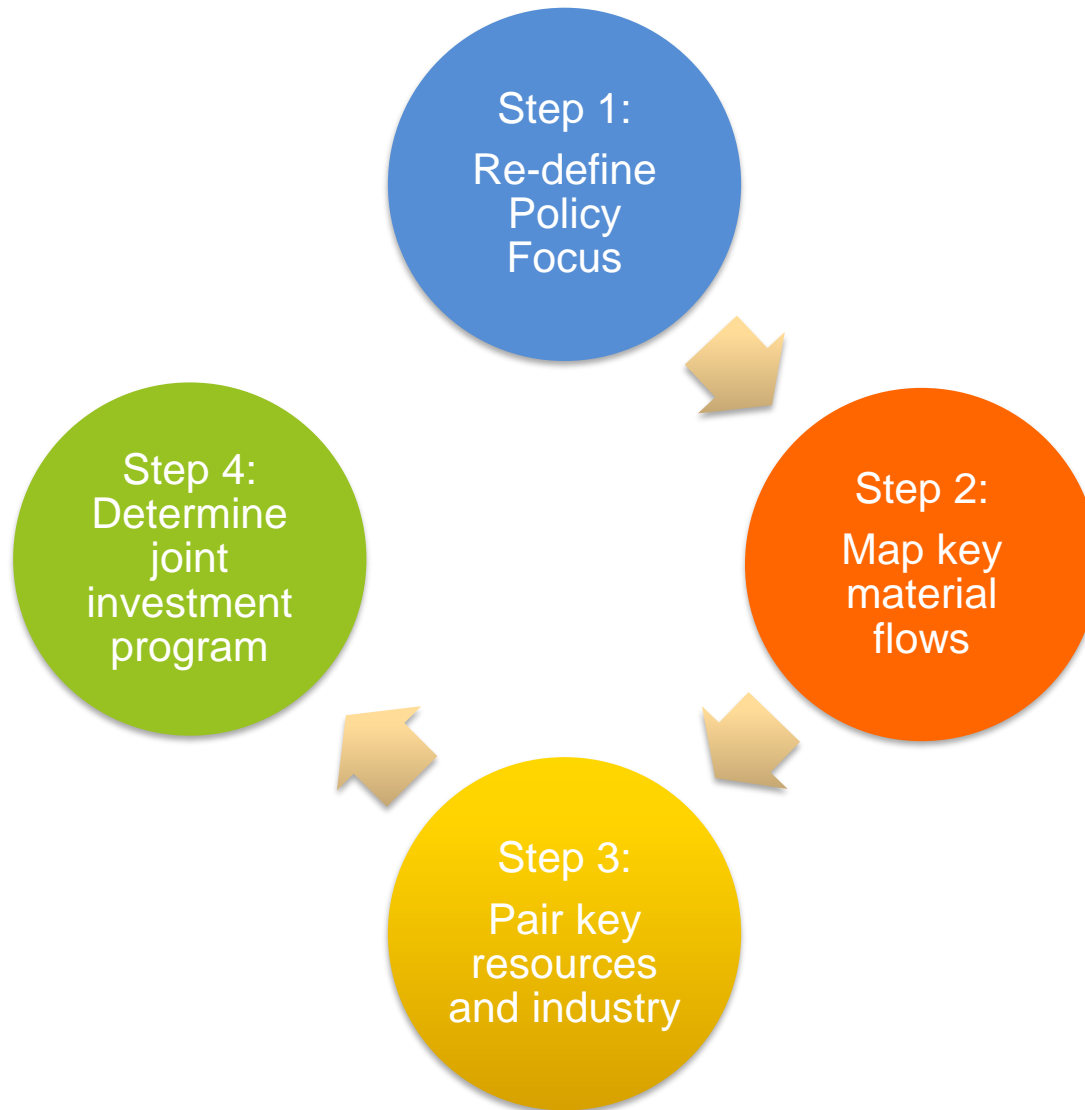 Step 1:
Re-define
Policy
Focus
Step 2:
Map key
material
flows
Step 3:
Pair key
resources
and industry
Step 4:
Determine
joint
investment
program